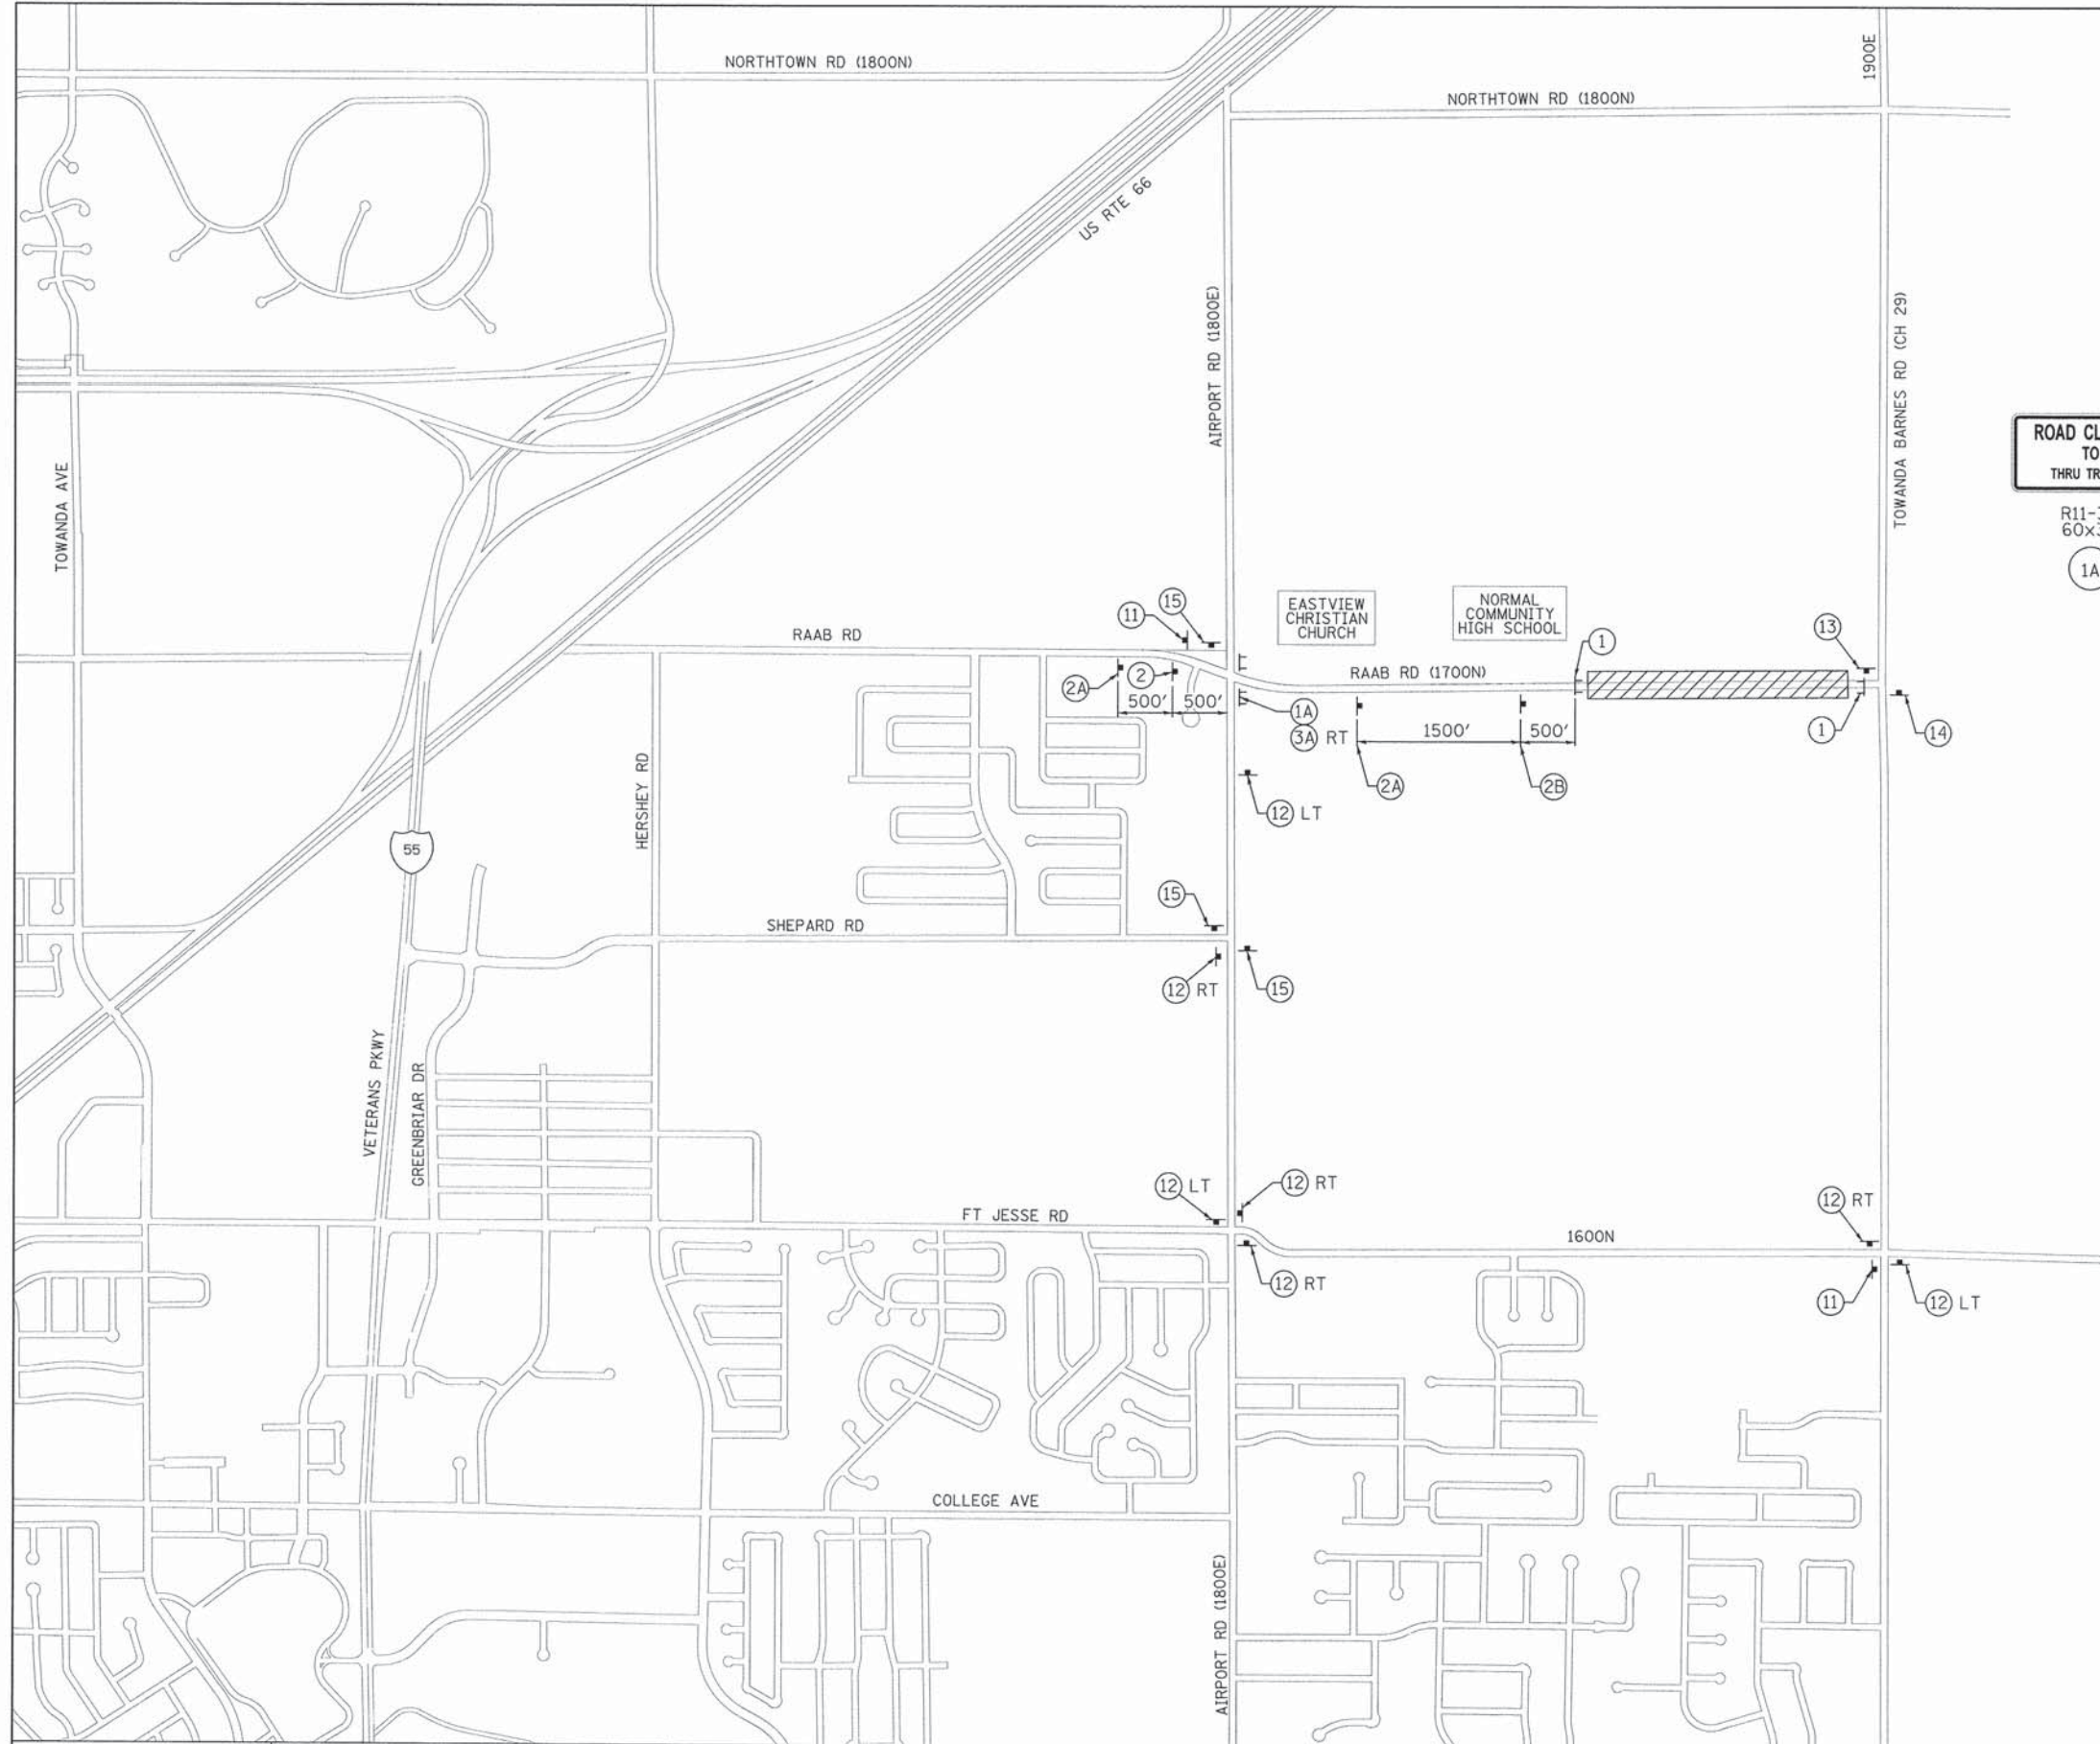 NORTHTOWN RD (1800N)
1900E
NORTHTOWN RD (1800N)
US RTE 66
AIRPORT RD (1800E)
TOWANDA BARNES RD (CH 29)
ROAD CL
TO
THRU TR
R11-
60x
1A
TOWANDA AVE
RAAB RD
11
15
EASTVIEW
CHRISTIAN
CHURCH
NORMAL
COMMUNITY
HIGH SCHOOL
1
13
RAAB RD (1700N)
2A
2
500'
500'
1A
3A RT
1500'
500'
1
14
2A
2B
HERSHEY RD
12 LT
55
15
SHEPARD RD
12 RT
15
VETERANS PKWY
GREENBRIAR DR
12 LT
12 RT
FT JESSE RD
12 RT
1600N
12 RT
11
12 LT
COLLEGE AVE
AIRPORT RD (1800E)